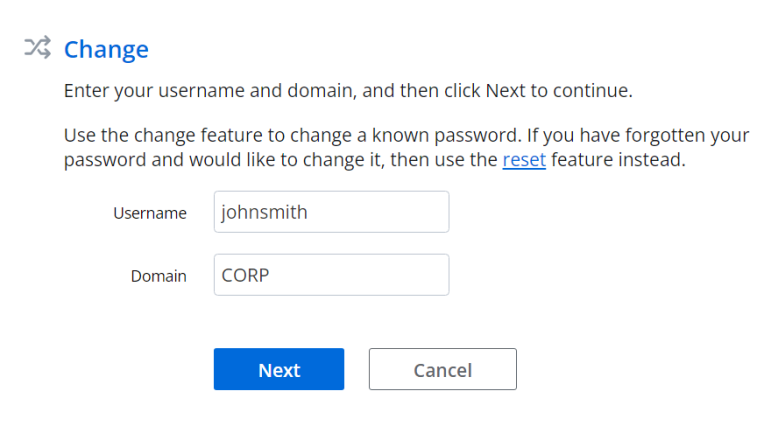 Change
Enter your username and domain, and then click Next to continue.
Use the change feature to change a known password. If you have forgotten your
password and would like to change it, then use the reset feature instead.
Username johnsmith
Domain CORP
Next Cancel